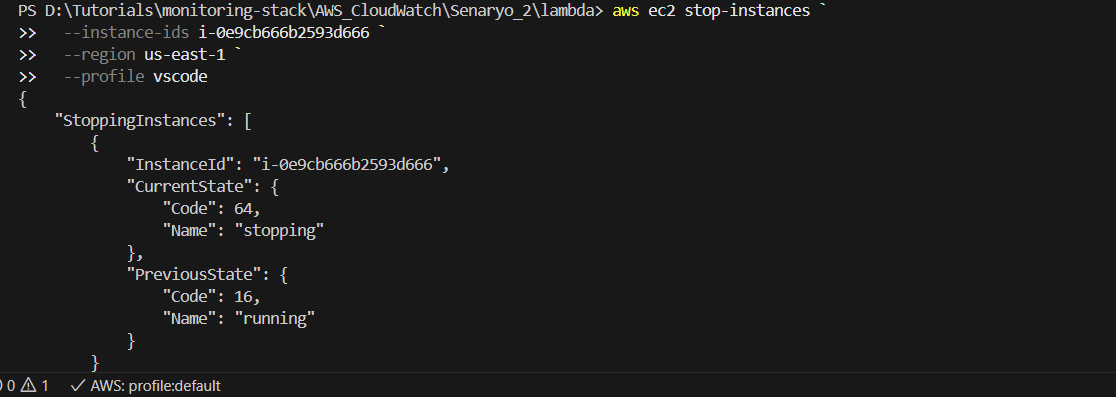 PS D:\Tutorials\monitoring-stack\AWS_CloudWatch\Senaryo_2\lambda> aws ec2 stop-instances `
>>   --instance-ids i-0e9cb666b2593d666 `
>>   --region us-east-1 `
>>   --profile vscode
{
    "StoppingInstances": [
        {
            "InstanceId": "i-0e9cb666b2593d666",
            "CurrentState": {
                "Code": 64,
                "Name": "stopping"
            },
            "PreviousState": {
                "Code": 16,
                "Name": "running"
            }
        }
0 1 AWS: profile:default